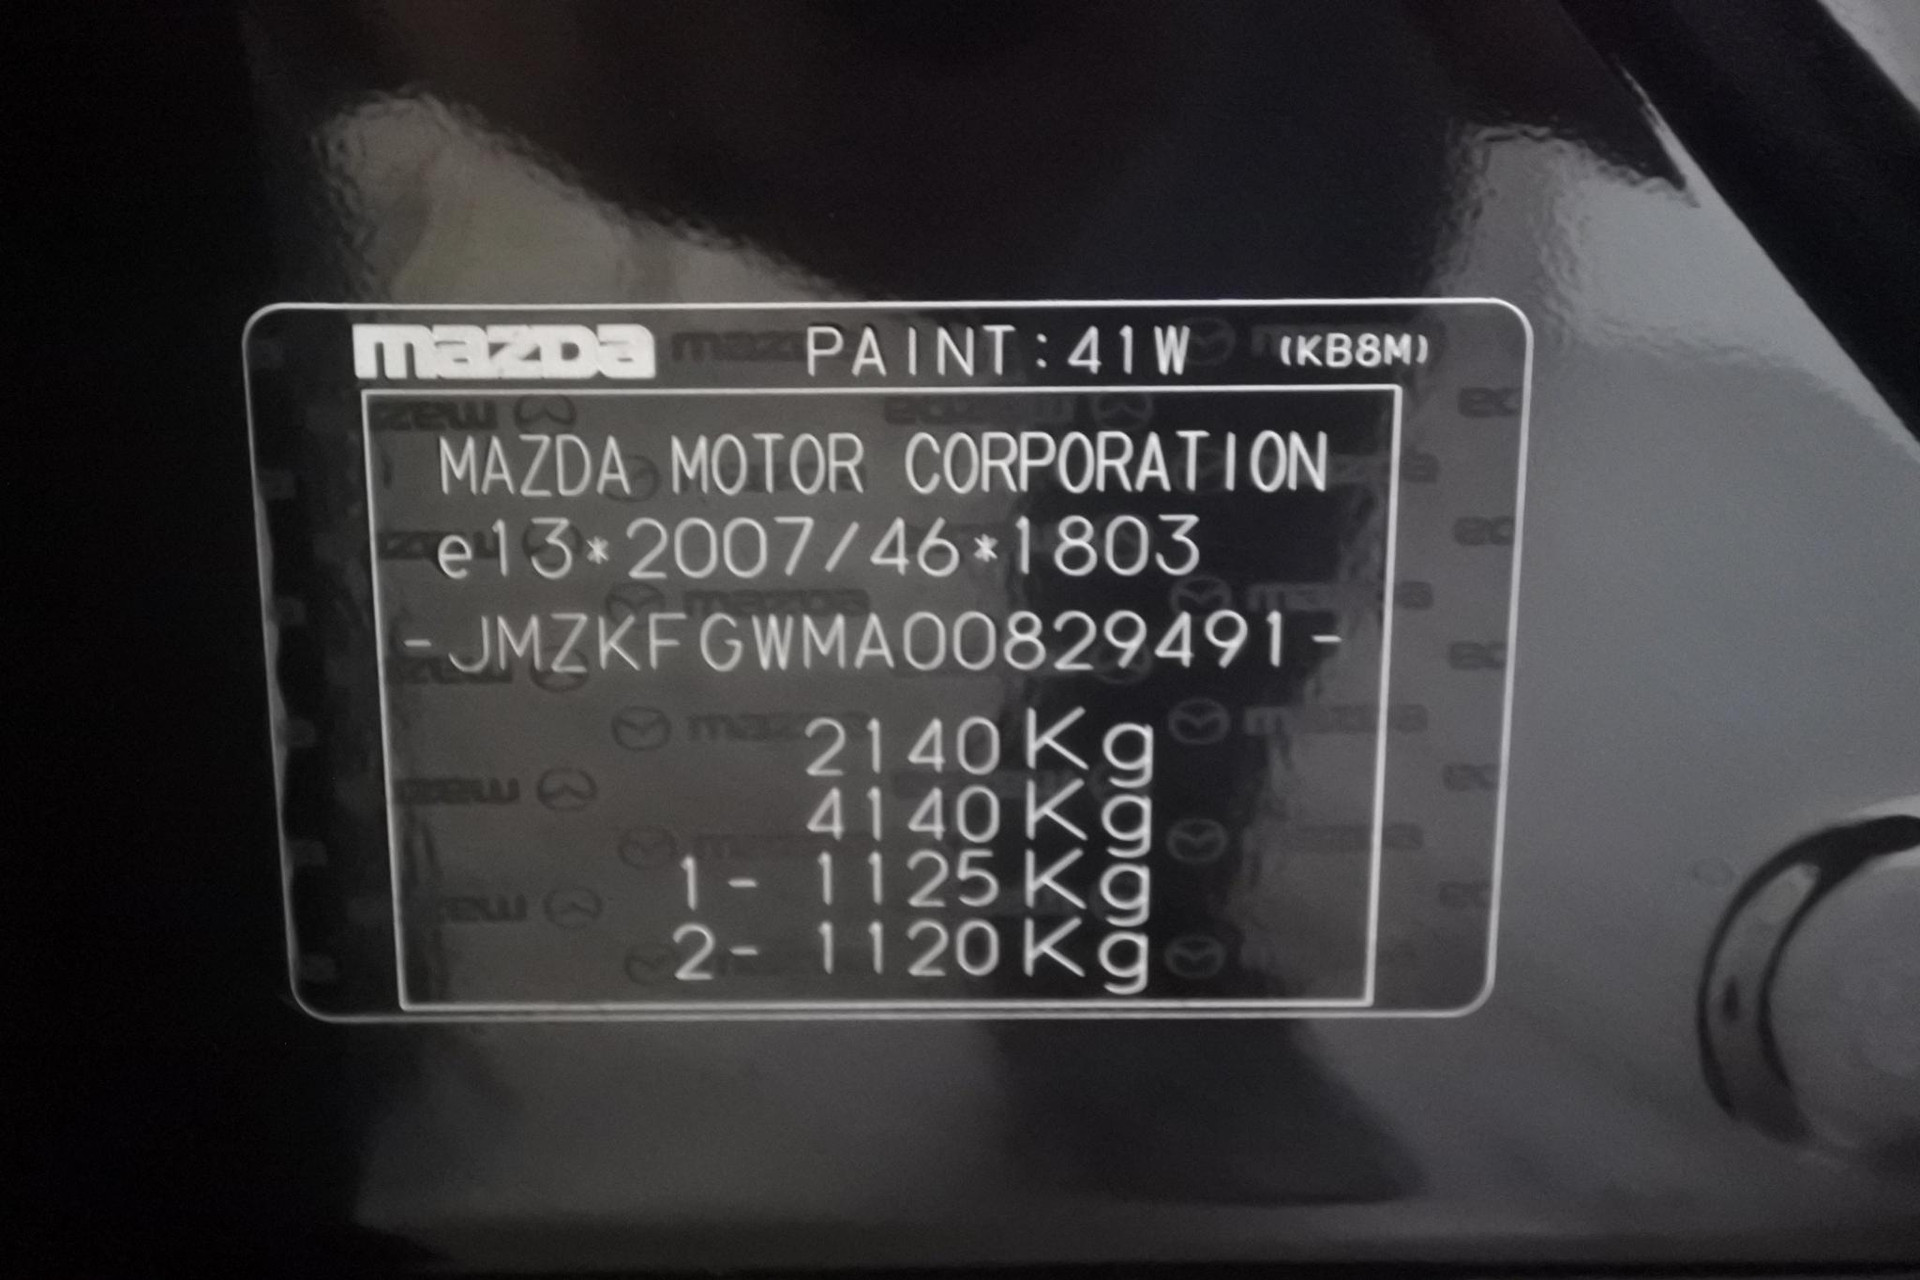 mazda PAINT:41W (KB8M)
MAZDA MOTOR CORPORATION
e13*2007/46*1803
-JMZKFGWMA00829491-
2140Kg
4140Kg
1- 1125Kg
2- 1120Kg